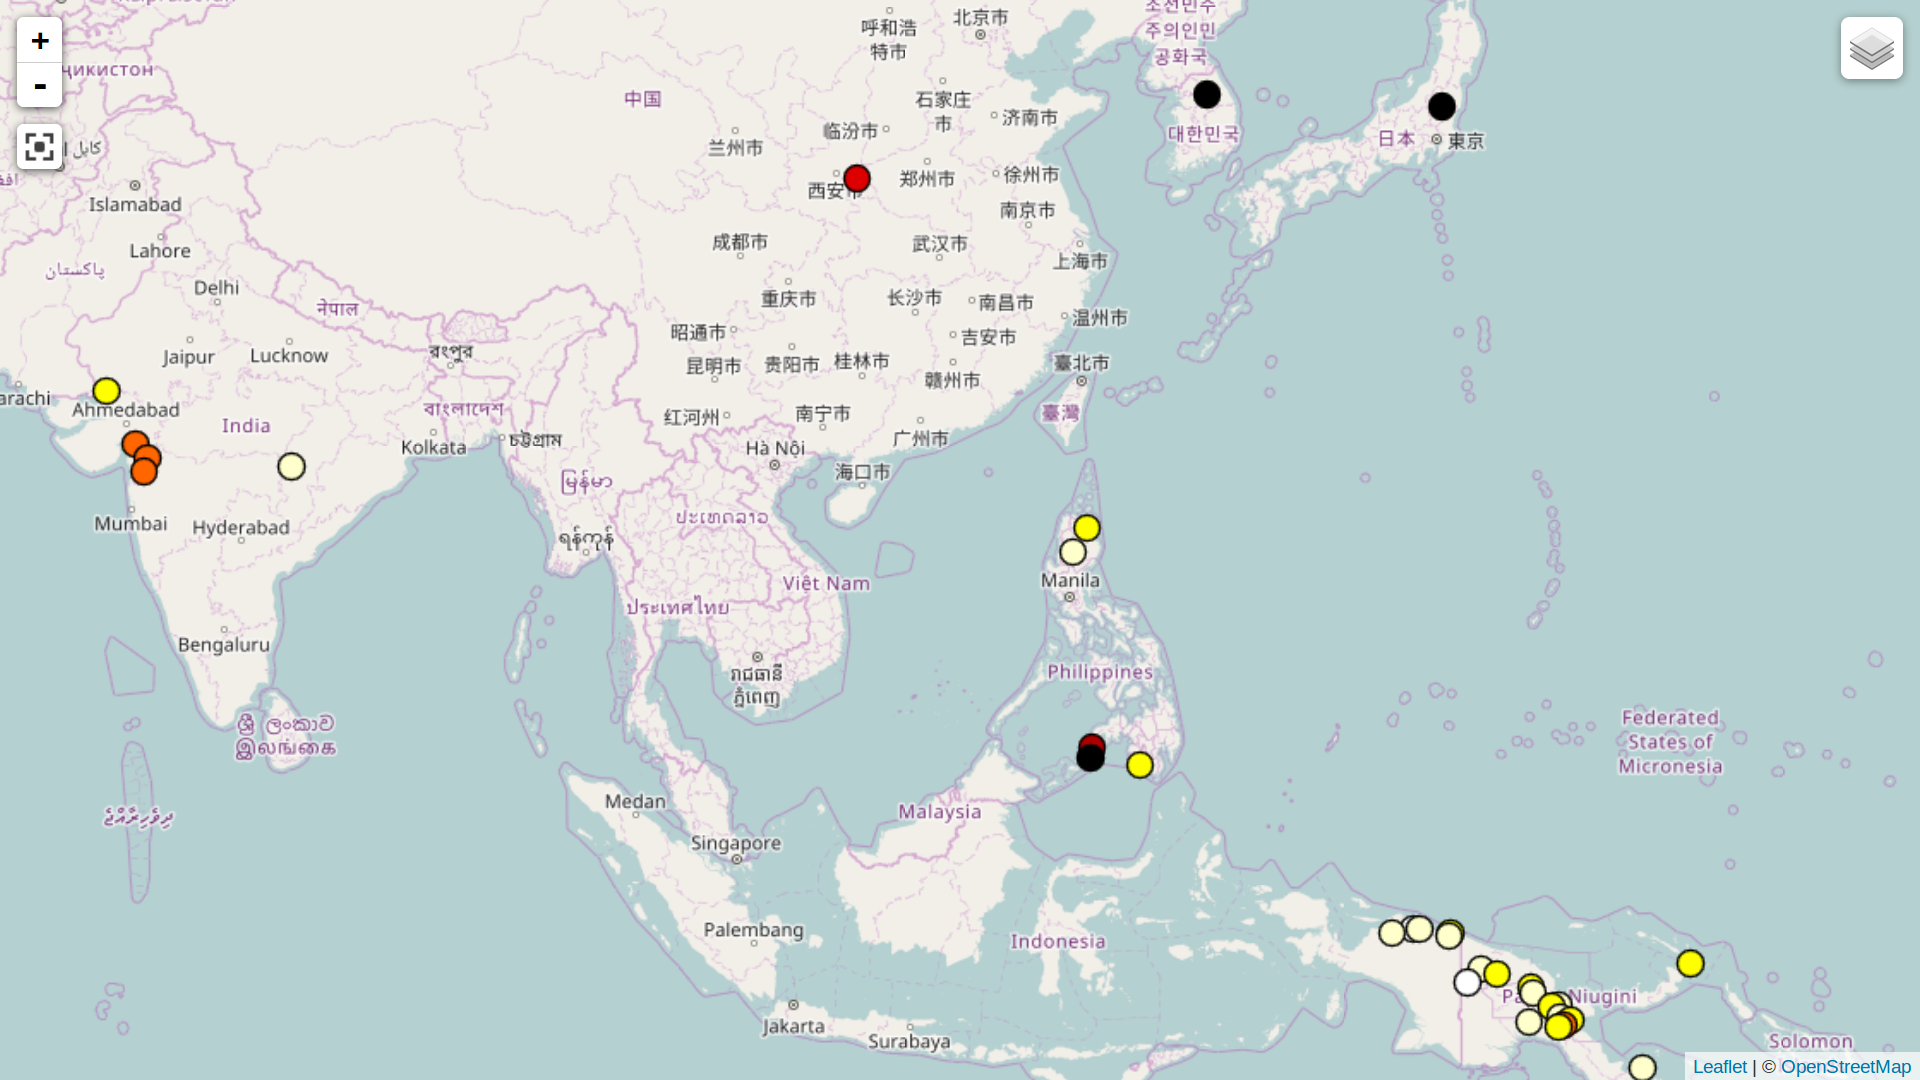 +
-
ҷикистон
كابل
Islamabad
Lahore
پاکستان
Delhi
नेपाल
Jaipur
Lucknow
রংপুর
arachi
Ahmedabad
India
বাংলাদেশ
Kolkata
চট্টগ্রাম
Mumbai
Hyderabad
Bengaluru
ශ්‍රී ලංකාව
இலங்கை
ދިވެހިރާއްޖެ
မြန်မာ
ရန်ကုန်
中国
呼和浩
特市
北京市
石家庄
市
济南市
临汾市
兰州市
西安市
郑州市
徐州市
南京市
成都市
武汉市
上海市
重庆市
长沙市
南昌市
温州市
昭通市
吉安市
昆明市
贵阳市
桂林市
赣州市
臺北市
臺灣
红河州
南宁市
广州市
海口市
Hà Nội
ປະເທດລາວ
Việt Nam
ประเทศไทย
រាជធានី
ភ្នំពេញ
조선민주
주의인민
공화국
대한민국
日本
東京
Manila
Philippines
Malaysia
Medan
Singapore
Palembang
Indonesia
Jakarta
Surabaya
Federated
States of
Micronesia
Niugini
Solomon
Leaflet | © OpenStreetMap